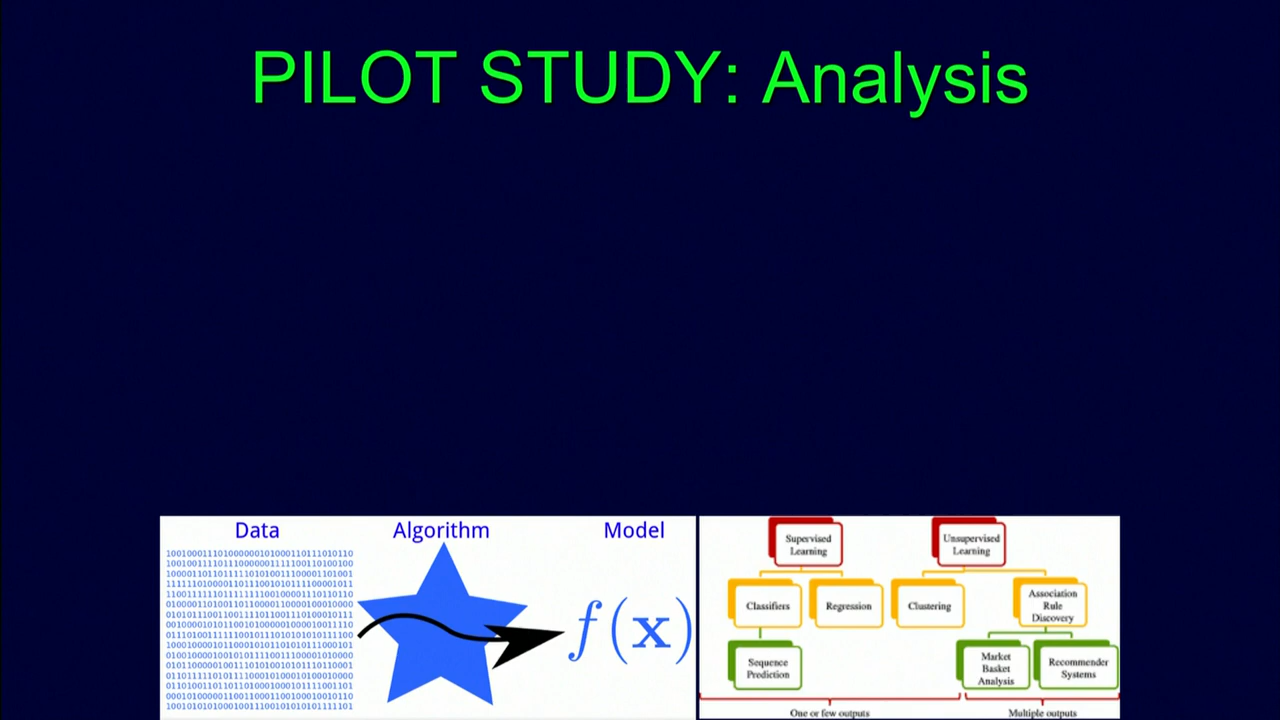 PILOT STUDY: Analysis
Data Algorithm Model
f(x)
Supervised
Learning
Unsupervised
Learning
Classifiers
Regression
Clustering
Association
Rule
Discovery
Sequence
Prediction
Market
Basket
Analysis
Recommender
Systems
One or few outputs
Multiple outputs